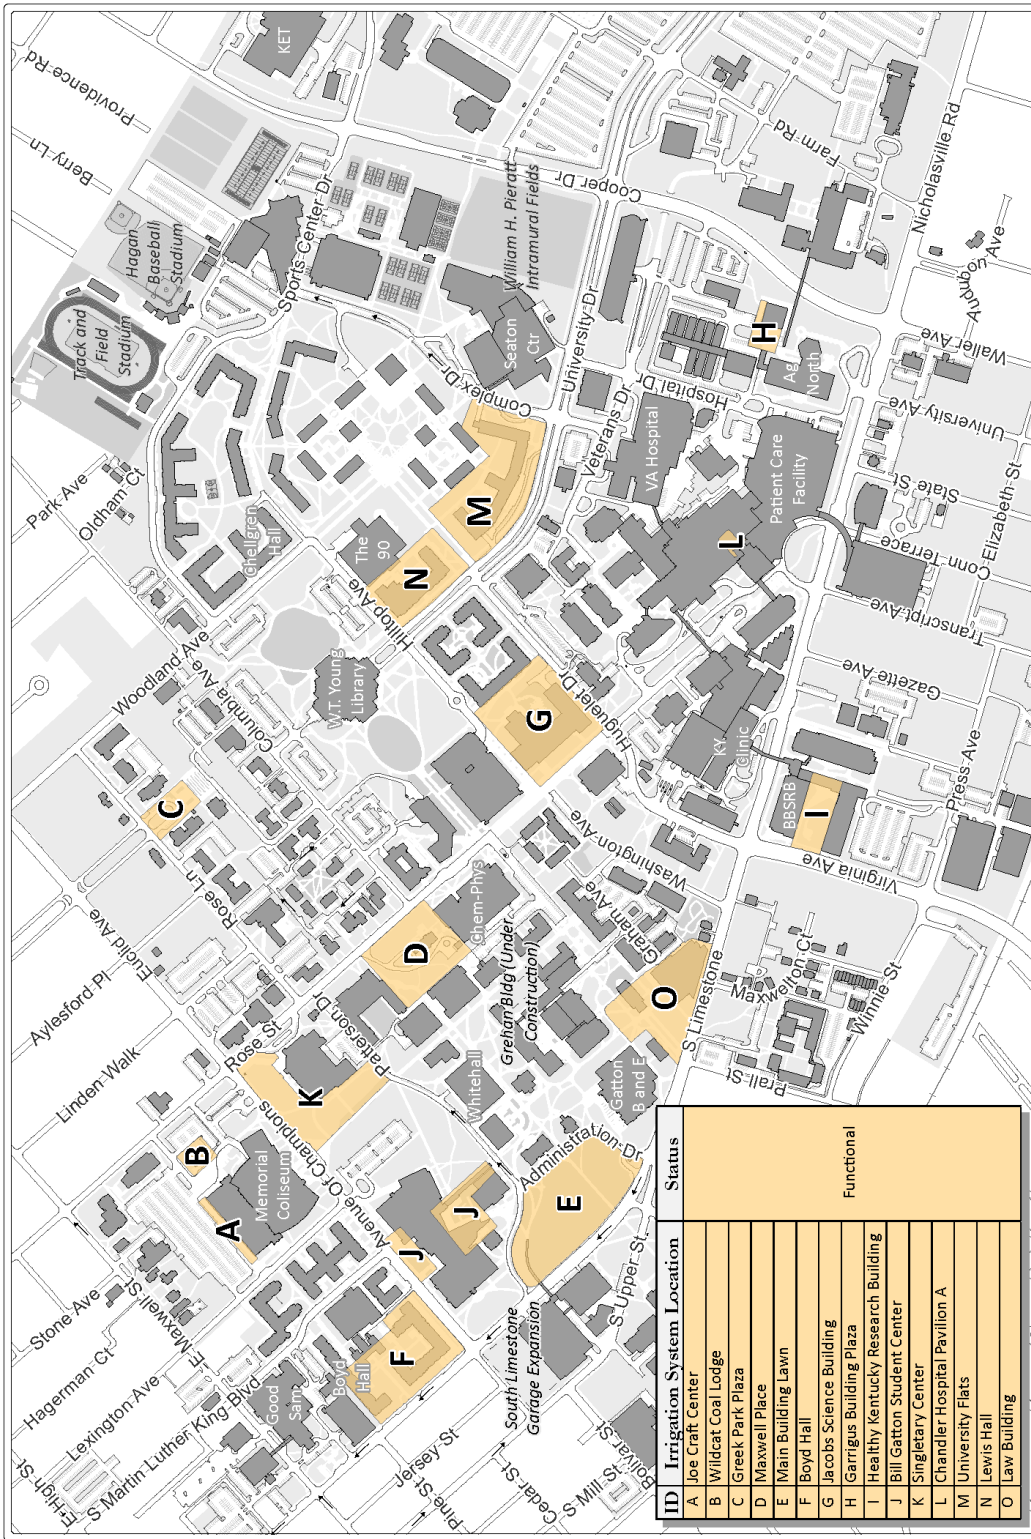 KET
Providence Rd
Berry Ln
Hagan
Baseball
Stadium
Track and
Field
Stadium
Sports Center Dr
William H. Pieratt
Intramural Fields
Cooper Dr
Farm Rd
Nicholasville Rd
Audubon Ave
Waller Ave
University Ave
State St
Elizabeth St
Conn Terrace
Transcript Ave
Gazette Ave
Press Ave
Virginia Ave
Seaton
Ctr
Complex Dr
University Dr
Veterans Dr
Hospital Dr
VA Hospital
H
Ag
North
Patient Care
Facility
L
Park Ave
Oldham Ct
Chellgren
Hall
The
90
Hilltop Ave
M
N
W.T. Young
Library
Woodland Ave
Columbia Ave
G
Huguelet Dr
KY
Clinic
BBSRB
I
C
Rose Ln
Euclid Ave
Aylesford Pl
Linden Walk
Rose St
Patterson Dr
D
Chem-Phys
Washington Ave
Graham Ave
Grehan Bldg (Under
Construction)
O
S Limestone
Maxwelton Ct
Winnie St
Prall St
Whitehall
Gatton
B and E
Administration Dr
K
B
Memorial
Coliseum
A
Avenue Of Champions
J
J
E
S Upper St
South Limestone
Garage Expansion
F
Boyd
Hall
Good
Sam
Stone Ave
E Maxwell St
Hagerman Ct
Lexington Ave
S Martin Luther King Blvd
E High St
Jersey St
Pine St
Cedar St
S Mill St
Bolivar St
ID Irrigation System Location Status
A Joe Craft Center
B Wildcat Coal Lodge
C Greek Park Plaza
D Maxwell Place
E Main Building Lawn
F Boyd Hall
G Jacobs Science Building
H Garrigus Building Plaza Functional
I Healthy Kentucky Research Building
J Bill Gatton Student Center
K Singletary Center
L Chandler Hospital Pavilion A
M University Flats
N Lewis Hall
O Law Building